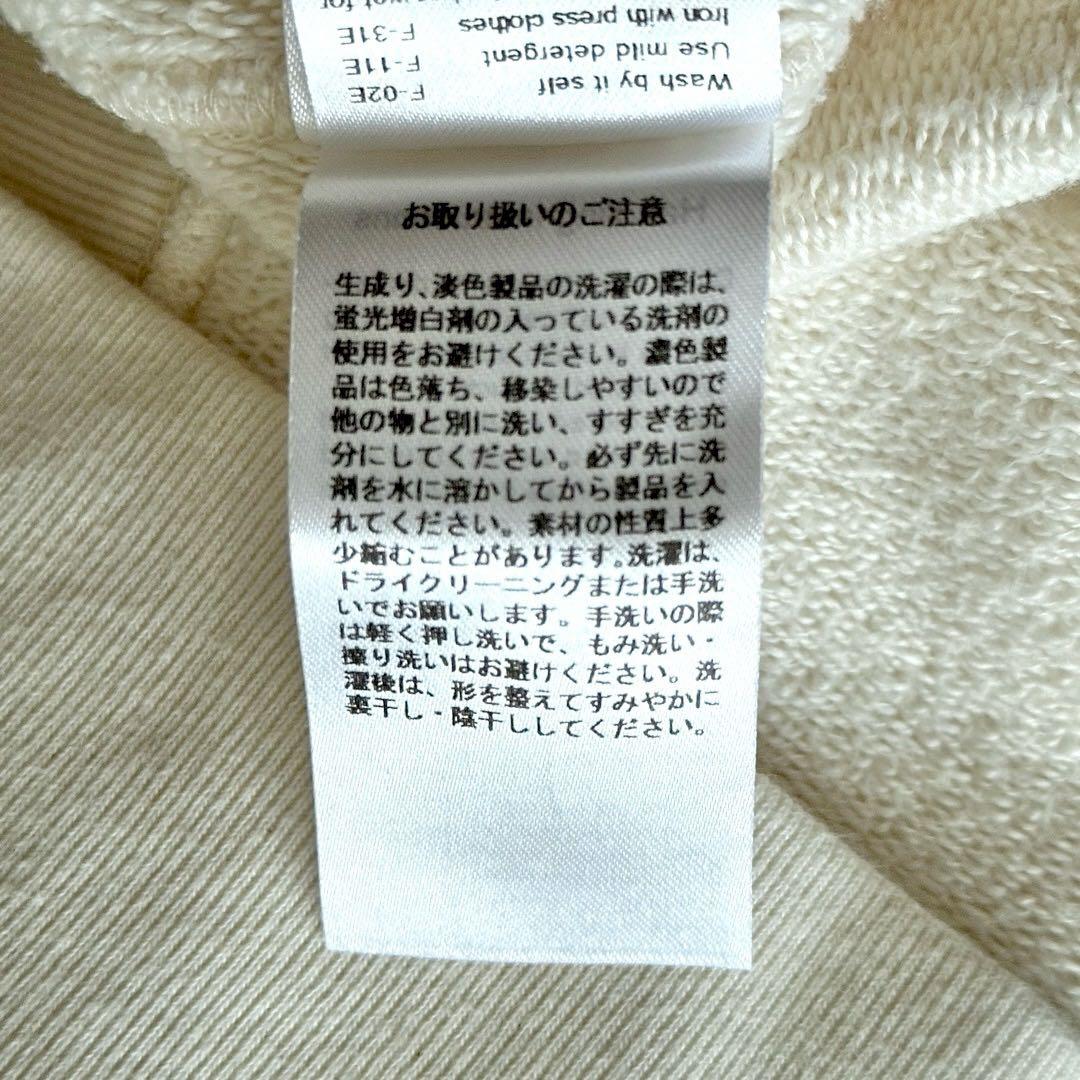 Wash by it self F-02E
Use mild detergent F-11E
Iron with press clothes F-31E
お取り扱いのご注意
生成り、淡色製品の洗濯の際は、
蛍光増白剤の入っている洗剤の
使用をお避けください。濃色製
品は色落ち、移染しやすいので
他の物と別に洗い、すすぎを充
分にしてください。必ず先に洗
剤を水に溶かしてから製品を入
れてください。素材の性質上多
少縮むことがあります。洗濯は、
ドライクリーニングまたは手洗
いでお願いします。手洗いの際
は軽く押し洗いで、もみ洗い・
擦り洗いはお避けください。洗
濯後は、形を整えてすみやかに
裏干し・陰干ししてください。